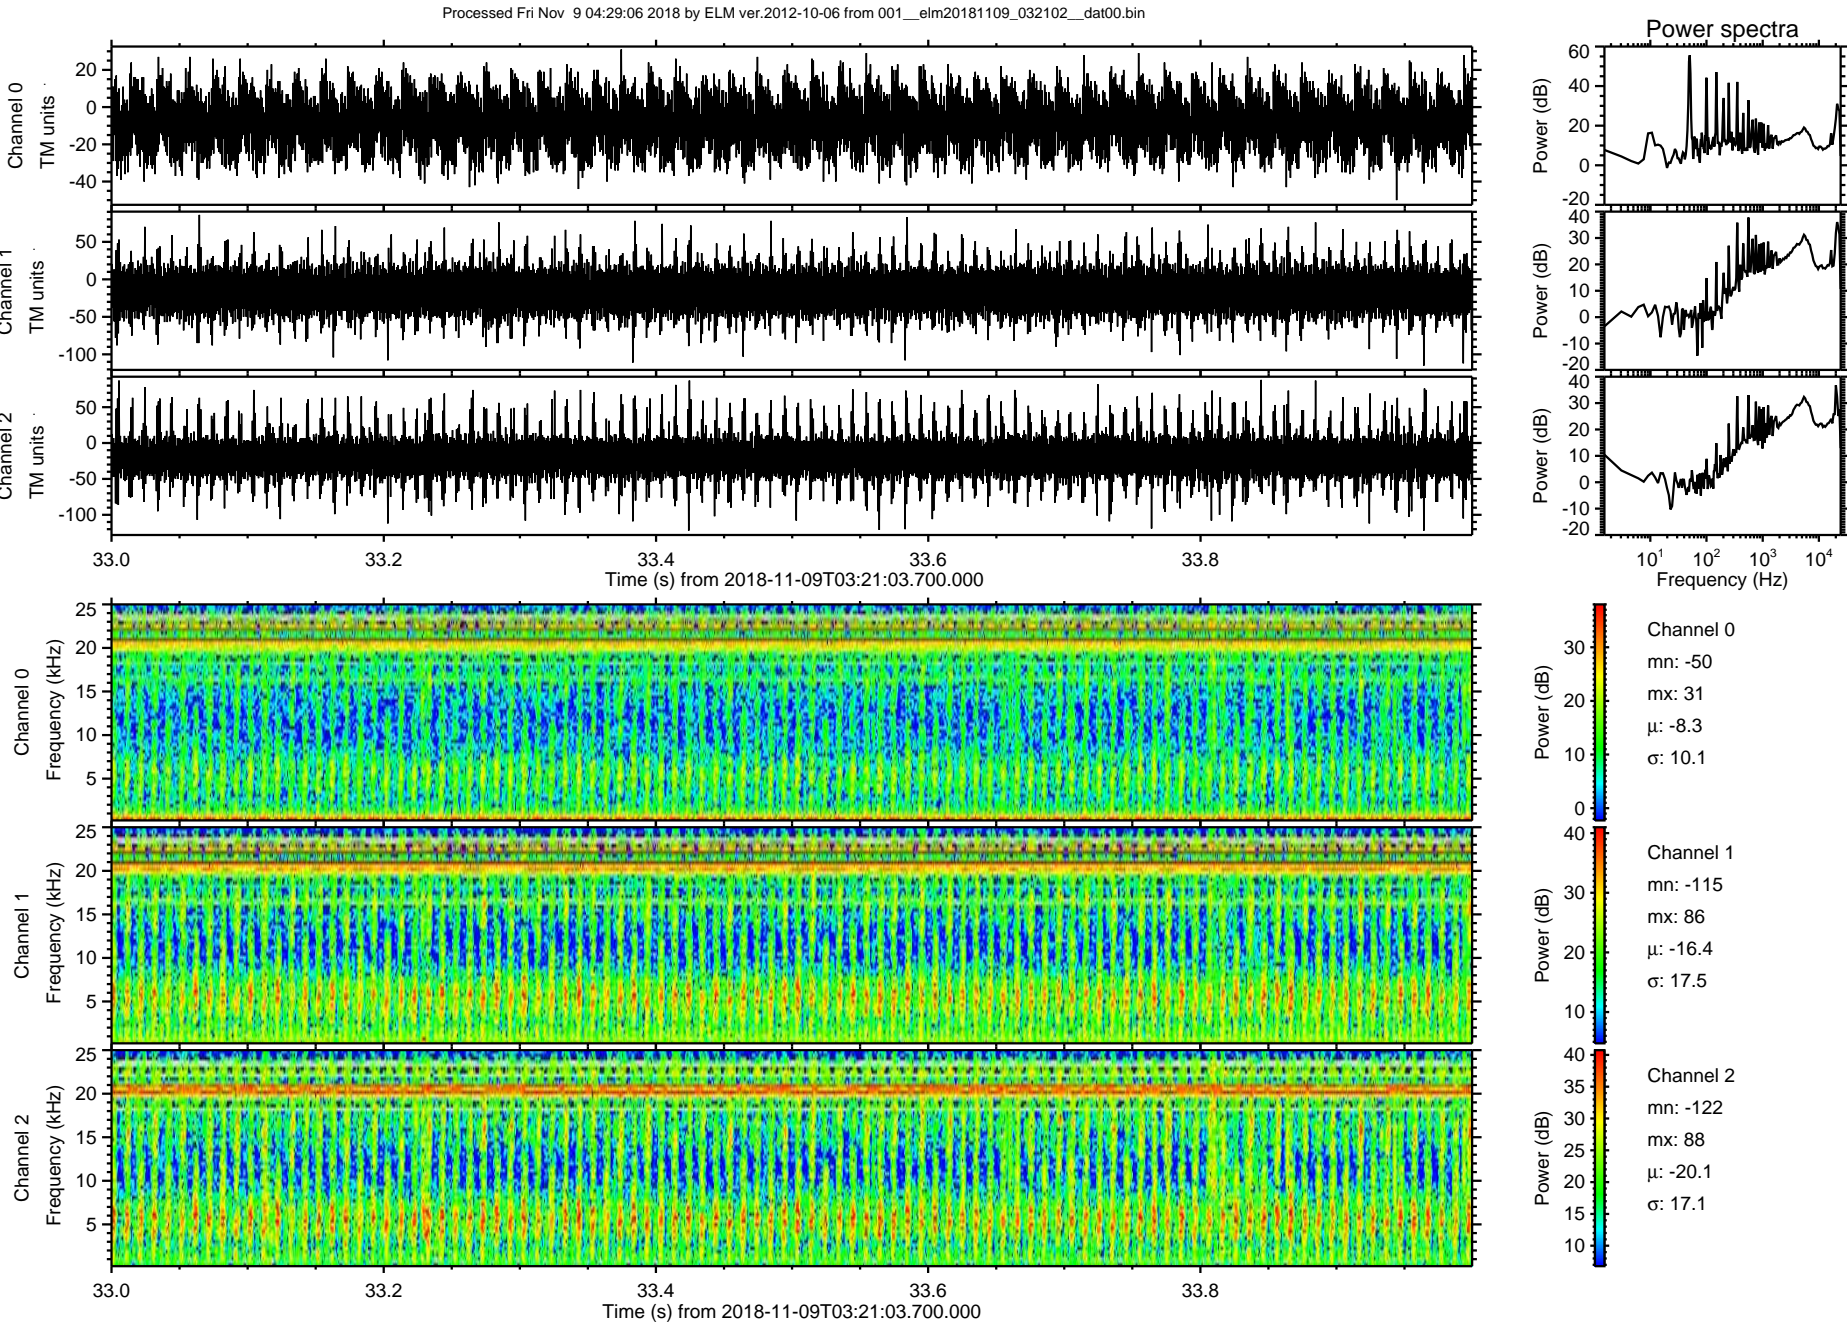 Processed Fri Nov  9 04:29:06 2018 by ELM ver.2012-10-06 from 001__elm20181109_032102__dat00.bin
Power spectra
Channel 0
TM units
20
0
-20
-40
Power (dB)
60
40
20
0
-20
Channel 1
TM units
50
0
-50
-100
Power (dB)
40
30
20
10
0
-10
-20
Channel 2
TM units
50
0
-50
-100
Power (dB)
40
30
20
10
0
-10
-20
33.0 33.2 33.4 33.6 33.8
Time (s) from 2018-11-09T03:21:03.700.000
10^1 10^2 10^3 10^4
Frequency (Hz)
Channel 0
Frequency (kHz)
25
20
15
10
5
Power (dB)
30
20
10
0
Channel 0
mn: -50
mx: 31
μ: -8.3
σ: 10.1
Channel 1
Frequency (kHz)
25
20
15
10
5
Power (dB)
40
30
20
10
Channel 1
mn: -115
mx: 86
μ: -16.4
σ: 17.5
Channel 2
Frequency (kHz)
25
20
15
10
5
Power (dB)
40
35
30
25
20
15
10
Channel 2
mn: -122
mx: 88
μ: -20.1
σ: 17.1
33.0 33.2 33.4 33.6 33.8
Time (s) from 2018-11-09T03:21:03.700.000